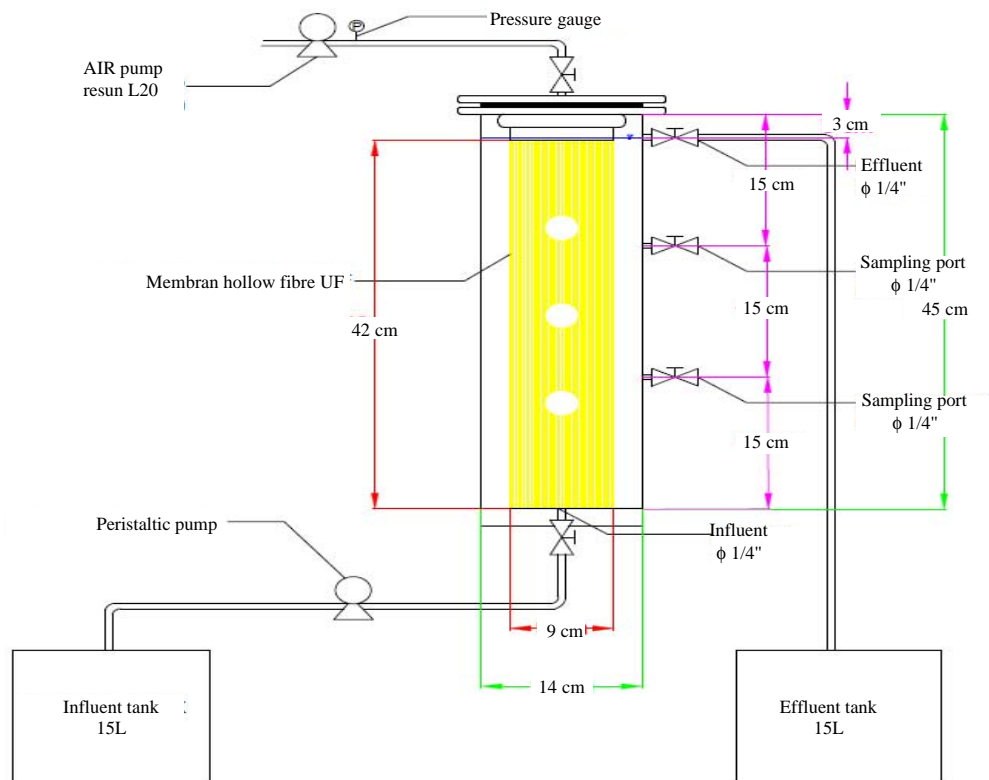 Pressure gauge
P
AIR pump
resun L20
3 cm
Effluent
ϕ 1/4"
15 cm
Sampling port
ϕ 1/4"
Membran hollow fibre UF
15 cm
45 cm
42 cm
Sampling port
ϕ 1/4"
15 cm
Peristaltic pump
Influent
ϕ 1/4"
9 cm
14 cm
Influent tank
15L
Effluent tank
15L